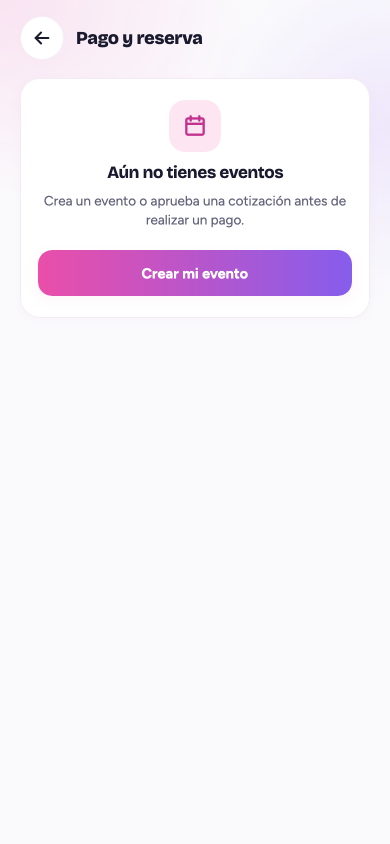 Pago y reserva
Aún no tienes eventos
Crea un evento o aprueba una cotización antes de
realizar un pago.
Crear mi evento